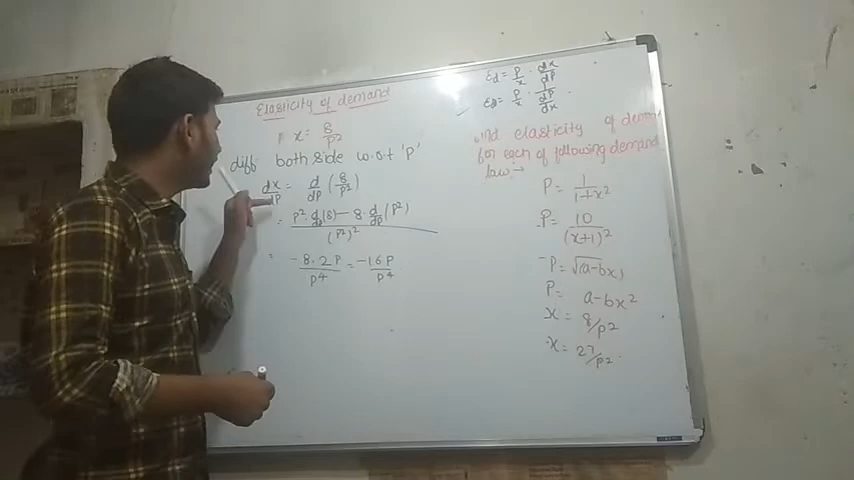 Elasticity of demand
x = 8/p²
diff both side w.o.t 'p'
dx/dp = d/dp (8/p²)
= p² · d/dp (8) - 8 · d/dp (p²) / (p²)²
= -8·2p/p⁴ = -16p/p⁴
Ed = p/x · dx/dp
Ed = p/x · 1/(dp/dx)
elasticity of
for each of following demand
law :→
P = 1/1+x²
P = 10/(x+1)²
P = √a-bx,
P = a-bx²
x = 8/p²
x = 27/p2